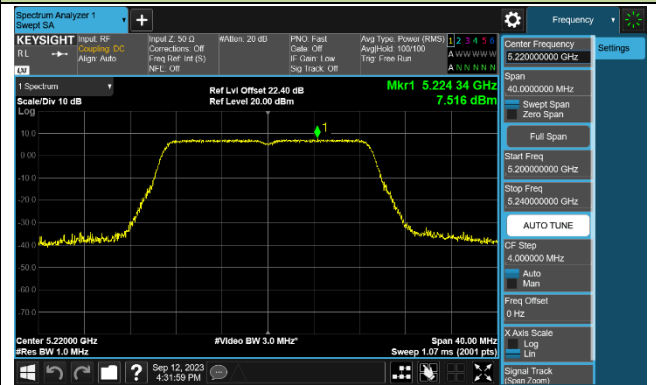 Spectrum Analyzer 1
Swept SA
Frequency
KEYSIGHT
RL
Input: RF
Coupling: DC
Align: Auto
Input Z: 50 Ω
Corrections: Off
Freq Ref: Int (S)
NFE: Off
#Atten: 20 dB
PNO: Fast
Gate: Off
IF Gain: Low
Sig Track: Off
Avg Type: Power (RMS)
Avg|Hold: 100/100
Trig: Free Run
1 2 3 4 5 6
A W W W W W
A N N N N N
LXI
1 Spectrum
Scale/Div 10 dB
Log
Ref Lvl Offset 22.40 dB
Ref Level 20.00 dBm
Mkr1 5.224 34 GHz
7.516 dBm
1
10.0
0.00
-10.0
-20.0
-30.0
-40.0
-50.0
-60.0
-70.0
Center 5.22000 GHz
#Res BW 1.0 MHz
#Video BW 3.0 MHz*
Span 40.00 MHz
Sweep 1.07 ms (2001 pts)
Sep 12, 2023
4:31:59 PM
Center Frequency
5.220000000 GHz
Span
40.0000000 MHz
Swept Span
Zero Span
Full Span
Start Freq
5.200000000 GHz
Stop Freq
5.240000000 GHz
AUTO TUNE
CF Step
4.000000 MHz
Auto
Man
Freq Offset
0 Hz
X Axis Scale
Log
Lin
Signal Track
(Span Zoom)
Settings